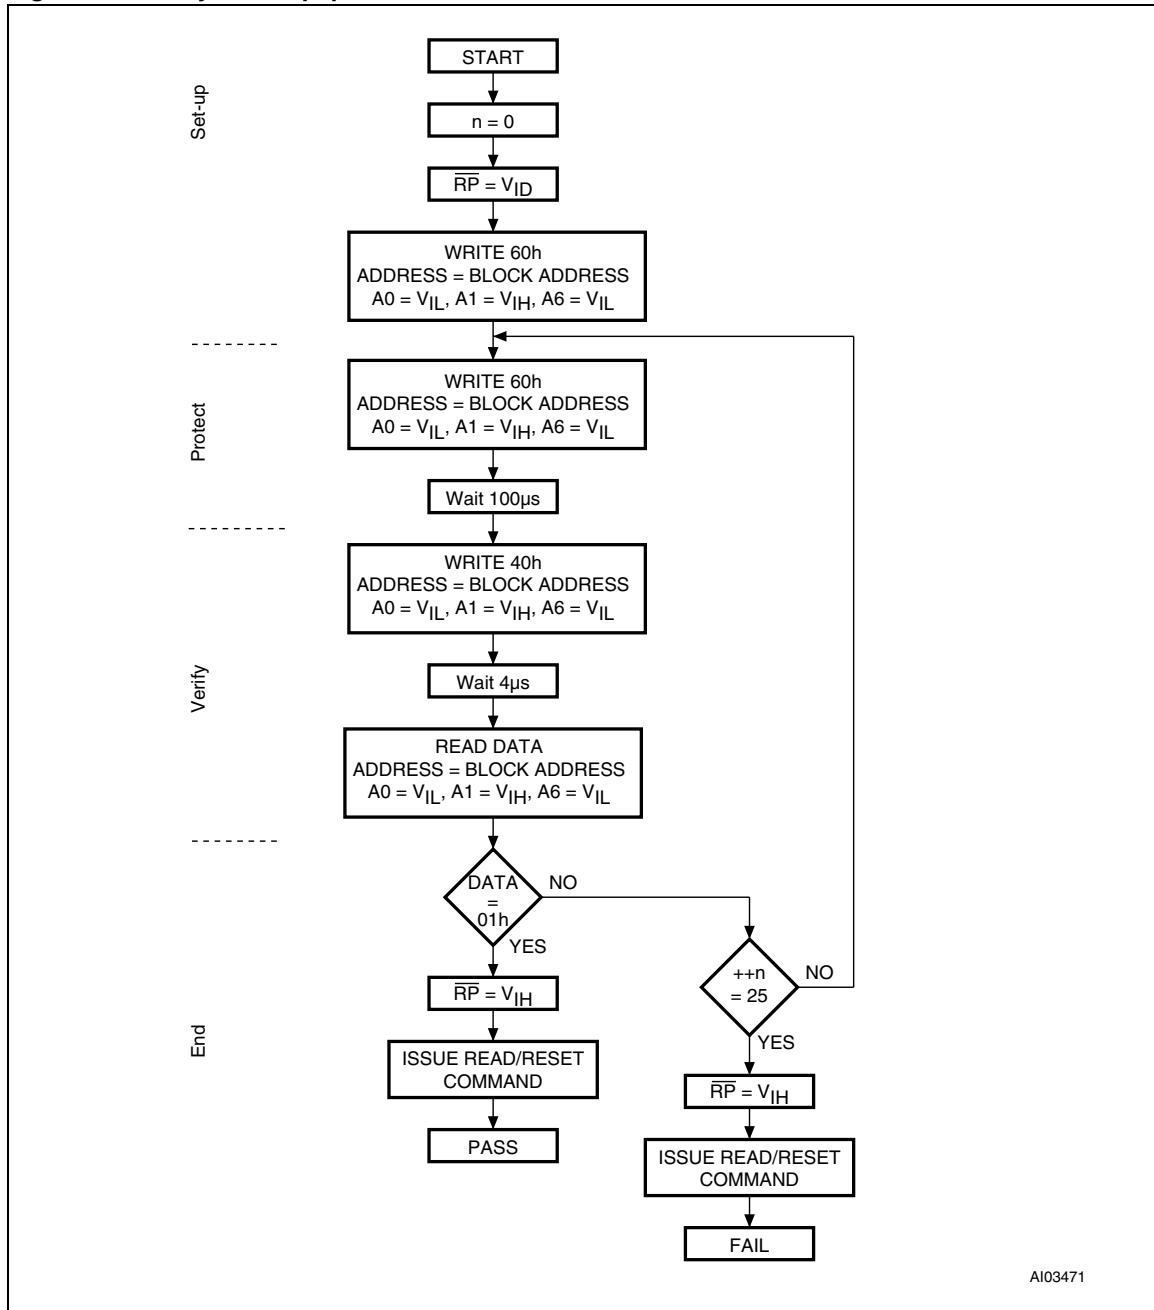 START
Set-up
n = 0
RP = VID
WRITE 60h
ADDRESS = BLOCK ADDRESS
A0 = VIL, A1 = VIH, A6 = VIL
Protect
WRITE 60h
ADDRESS = BLOCK ADDRESS
A0 = VIL, A1 = VIH, A6 = VIL
Wait 100µs
WRITE 40h
ADDRESS = BLOCK ADDRESS
A0 = VIL, A1 = VIH, A6 = VIL
Verify
Wait 4µs
READ DATA
ADDRESS = BLOCK ADDRESS
A0 = VIL, A1 = VIH, A6 = VIL
DATA
=
01h
NO
YES
++n
= 25
NO
YES
End
RP = VIH
ISSUE READ/RESET
COMMAND
PASS
RP = VIH
ISSUE READ/RESET
COMMAND
FAIL
AI03471